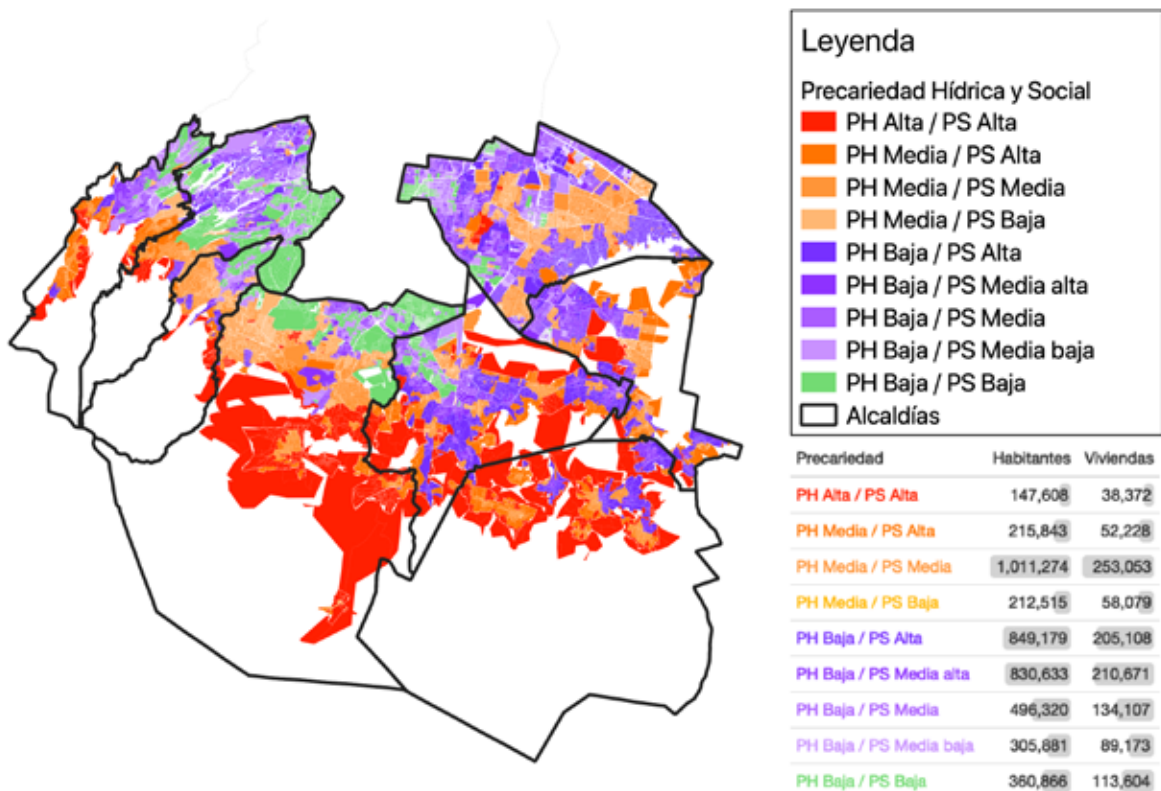 Leyenda
Precariedad Hídrica y Social
PH Alta / PS Alta
PH Media / PS Alta
PH Media / PS Media
PH Media / PS Baja
PH Baja / PS Alta
PH Baja / PS Media alta
PH Baja / PS Media
PH Baja / PS Media baja
PH Baja / PS Baja
Alcaldías
Precariedad Habitantes Viviendas
PH Alta / PS Alta 147,608 38,372
PH Media / PS Alta 215,843 52,228
PH Media / PS Media 1,011,274 253,053
PH Media / PS Baja 212,515 58,079
PH Baja / PS Alta 849,179 205,108
PH Baja / PS Media alta 830,633 210,671
PH Baja / PS Media 496,320 134,107
PH Baja / PS Media baja 305,881 89,173
PH Baja / PS Baja 360,866 113,604